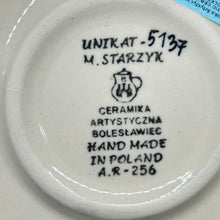 UNIKAT-5137
M. STARZYK
CERAMIKA
ARTYSTYCZNA
BOLESŁAWIEC
HAND MADE
IN POLAND
A.R-256